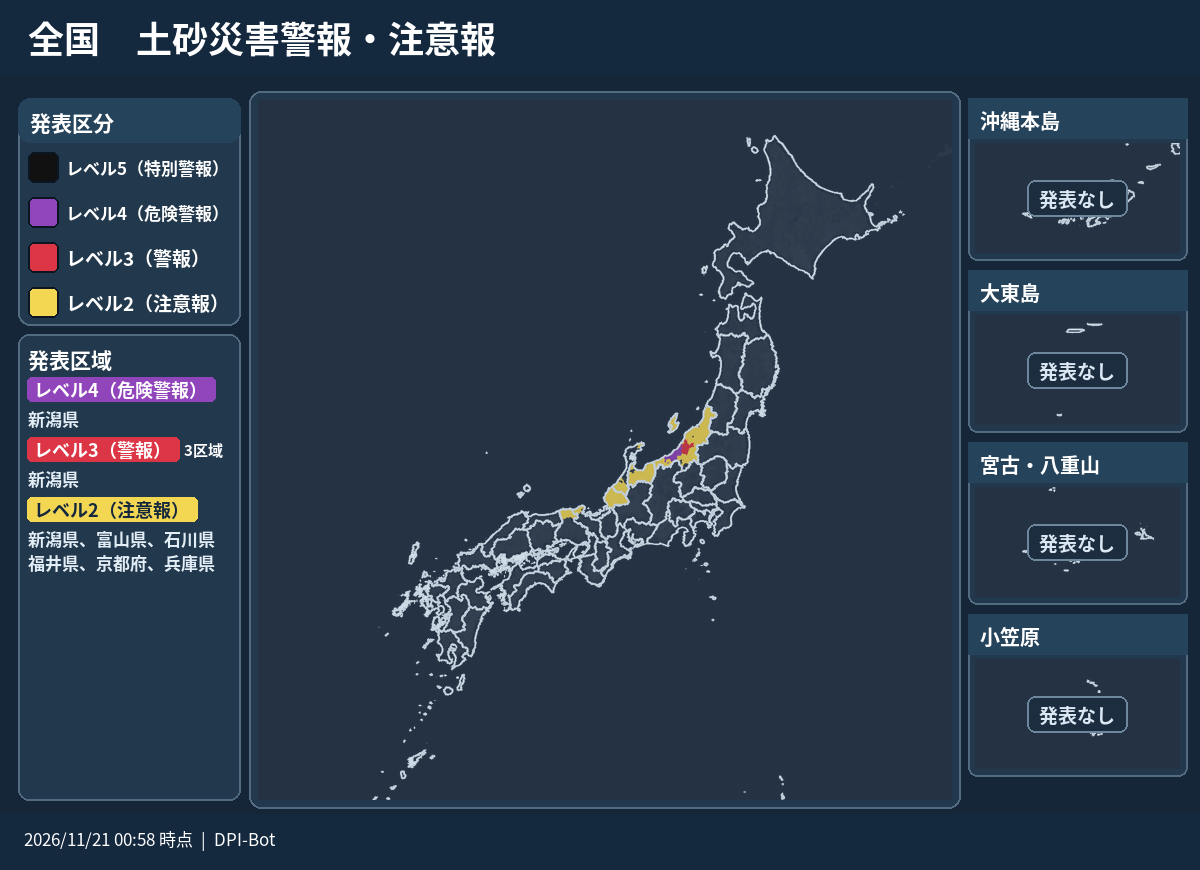 全国　土砂災害警報・注意報
発表区分
レベル5（特別警報）
レベル4（危険警報）
レベル3（警報）
レベル2（注意報）
発表区域
レベル4（危険警報）
新潟県
レベル3（警報） 3区域
新潟県
レベル2（注意報）
新潟県、富山県、石川県
福井県、京都府、兵庫県
沖縄本島
発表なし
大東島
発表なし
宮古・八重山
発表なし
小笠原
発表なし
2026/11/21 00:58 時点｜DPI-Bot